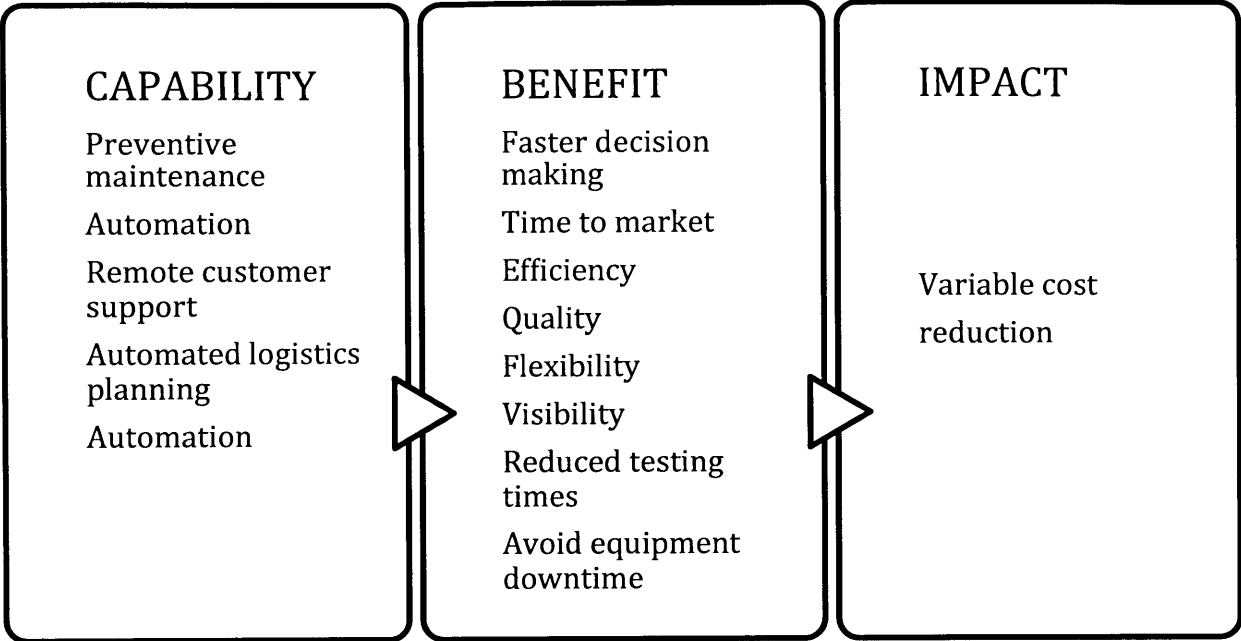 CAPABILITY
Preventive
maintenance
Automation
Remote customer
support
Automated logistics
planning
Automation
BENEFIT
Faster decision
making
Time to market
Efficiency
Quality
Flexibility
Visibility
Reduced testing
times
Avoid equipment
downtime
IMPACT
Variable cost
reduction